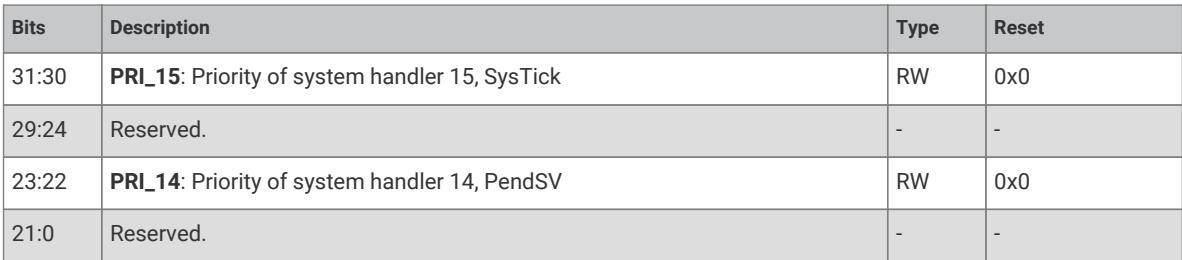 Bits Description Type Reset
31:30 PRI_15: Priority of system handler 15, SysTick RW 0x0
29:24 Reserved. - -
23:22 PRI_14: Priority of system handler 14, PendSV RW 0x0
21:0 Reserved. - -